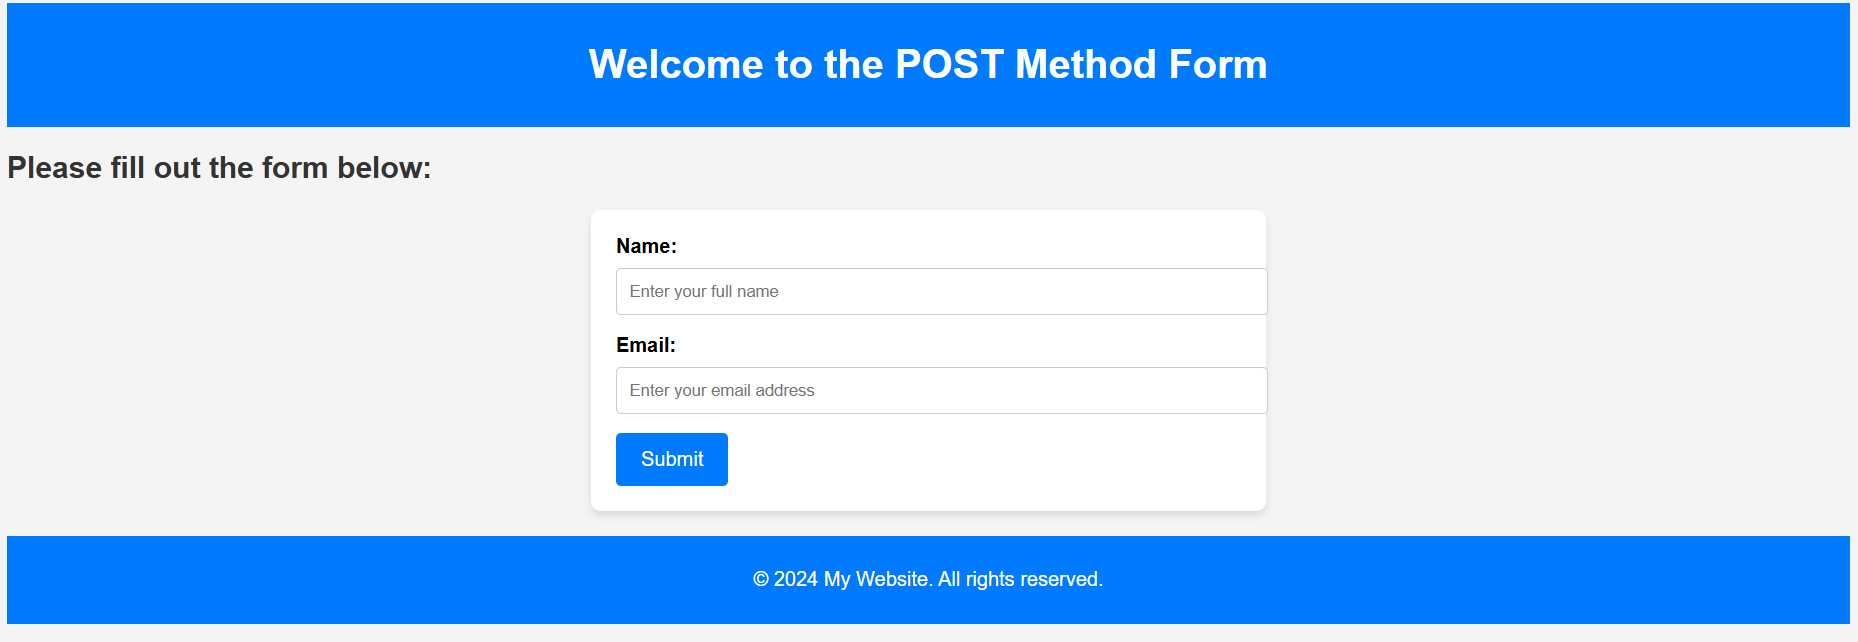 Welcome to the POST Method Form
Please fill out the form below:
Name:
Enter your full name
Email:
Enter your email address
Submit
© 2024 My Website. All rights reserved.